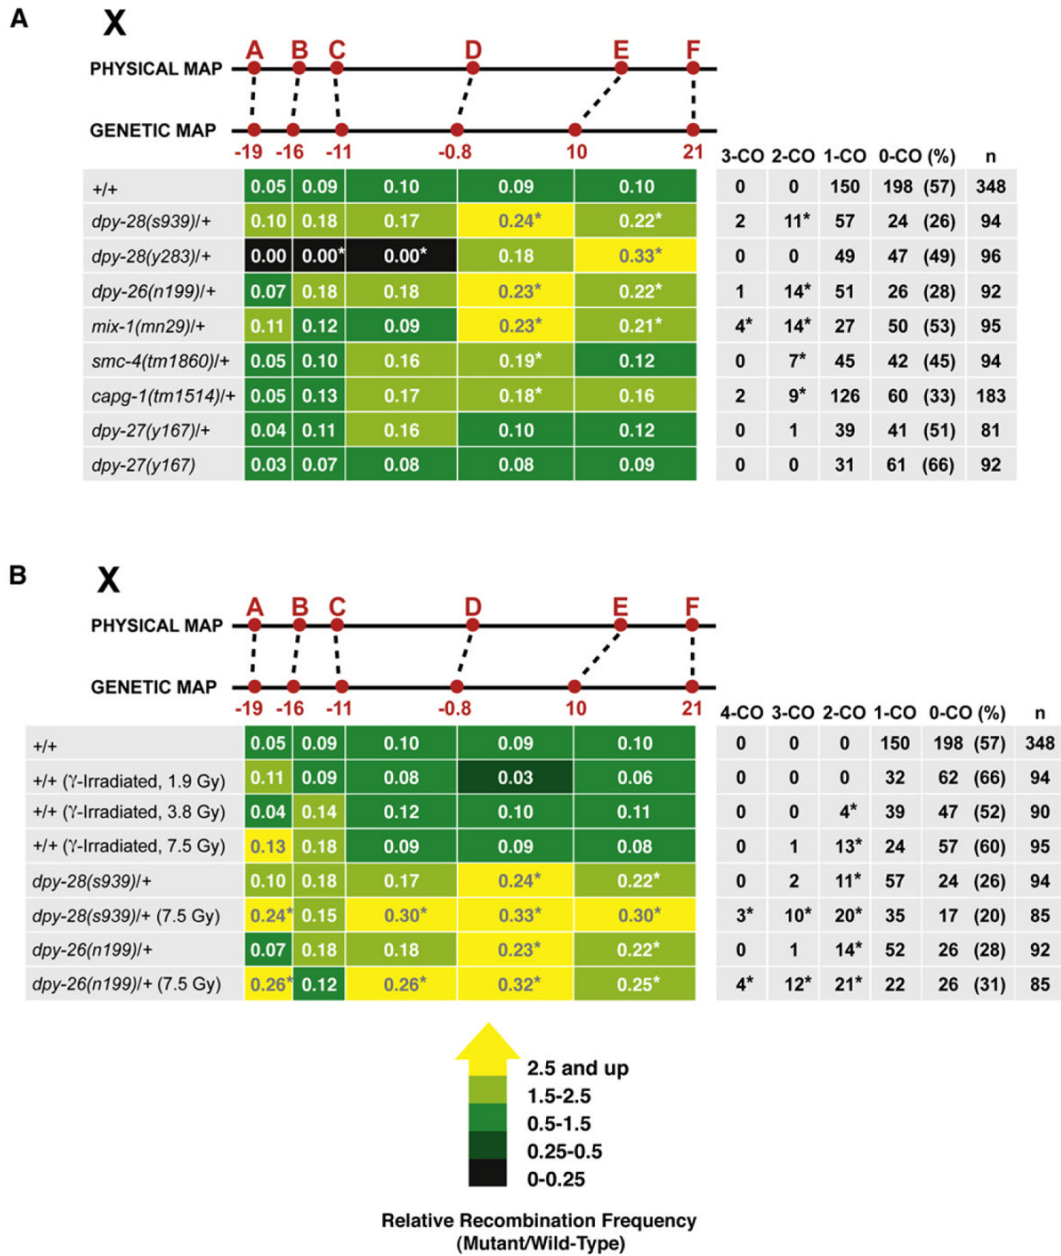 A X
A B C D E F
PHYSICAL MAP
GENETIC MAP
-19 -16 -11 -0.8 10 21
3-CO 2-CO 1-CO 0-CO (%) n
+/+ 0.05 0.09 0.10 0.09 0.10 0 0 150 198 (57) 348
dpy-28(s939)/+ 0.10 0.18 0.17 0.24* 0.22* 2 11* 57 24 (26) 94
dpy-28(y283)/+ 0.00 0.00* 0.00* 0.18 0.33* 0 0 49 47 (49) 96
dpy-26(n199)/+ 0.07 0.18 0.18 0.23* 0.22* 1 14* 51 26 (28) 92
mix-1(mn29)/+ 0.11 0.12 0.09 0.23* 0.21* 4* 14* 27 50 (53) 95
smc-4(tm1860)/+ 0.05 0.10 0.16 0.19* 0.12 0 7* 45 42 (45) 94
capg-1(tm1514)/+ 0.05 0.13 0.17 0.18* 0.16 2 9* 126 60 (33) 183
dpy-27(y167)/+ 0.04 0.11 0.16 0.10 0.12 0 1 39 41 (51) 81
dpy-27(y167) 0.03 0.07 0.08 0.08 0.09 0 0 31 61 (66) 92
B X
A B C D E F
PHYSICAL MAP
GENETIC MAP
-19 -16 -11 -0.8 10 21
4-CO 3-CO 2-CO 1-CO 0-CO (%) n
+/+ 0.05 0.09 0.10 0.09 0.10 0 0 0 150 198 (57) 348
+/+ (γ-Irradiated, 1.9 Gy) 0.11 0.09 0.08 0.03 0.06 0 0 0 32 62 (66) 94
+/+ (γ-Irradiated, 3.8 Gy) 0.04 0.14 0.12 0.10 0.11 0 0 4* 39 47 (52) 90
+/+ (γ-Irradiated, 7.5 Gy) 0.13 0.18 0.09 0.09 0.08 0 1 13* 24 57 (60) 95
dpy-28(s939)/+ 0.10 0.18 0.17 0.24* 0.22* 0 2 11* 57 24 (26) 94
dpy-28(s939)/+ (7.5 Gy) 0.24* 0.15 0.30* 0.33* 0.30* 3* 10* 20* 35 17 (20) 85
dpy-26(n199)/+ 0.07 0.18 0.18 0.23* 0.22* 0 1 14* 52 26 (28) 92
dpy-26(n199)/+ (7.5 Gy) 0.26* 0.12 0.26* 0.32* 0.25* 4* 12* 21* 22 26 (31) 85
2.5 and up
1.5-2.5
0.5-1.5
0.25-0.5
0-0.25
Relative Recombination Frequency
(Mutant/Wild-Type)